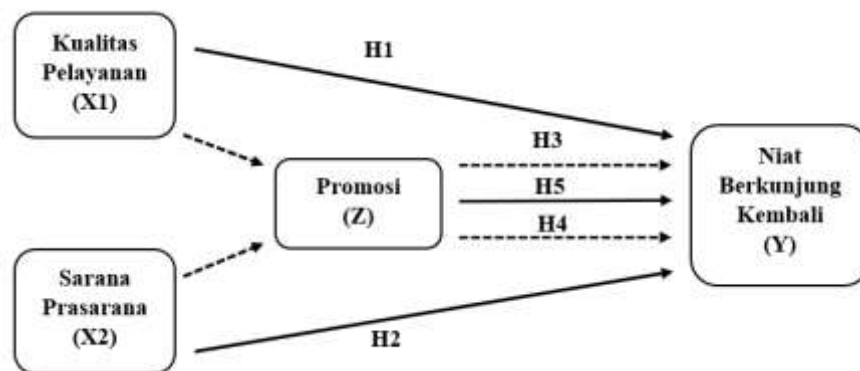 Kualitas
Pelayanan
(X1)
H1
H3
Promosi
(Z)
H5
H4
Niat
Berkunjung
Kembali
(Y)
Sarana
Prasarana
(X2)
H2